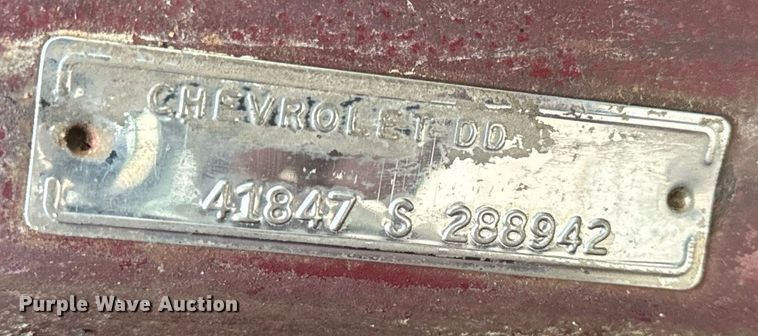 CHEVROLET DD
41847 S 288942
Purple Wave Auction